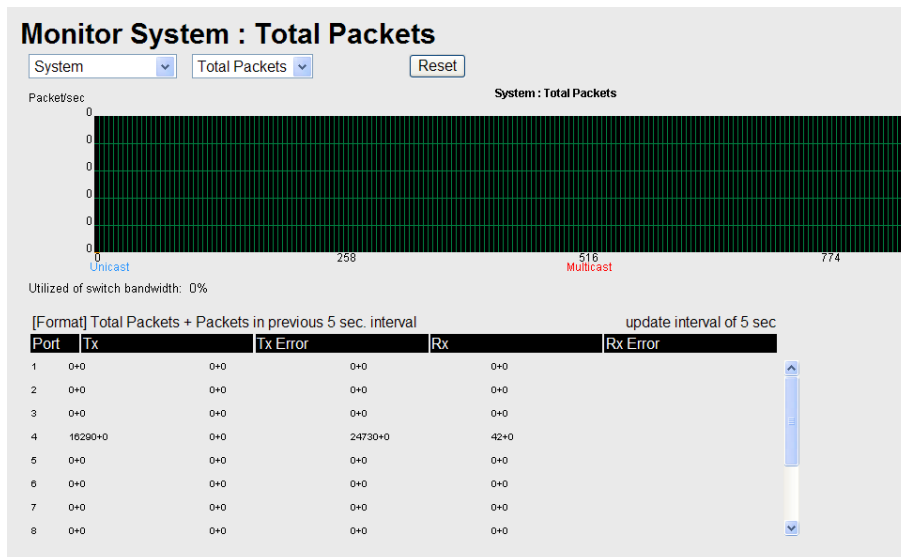 Monitor System : Total Packets
System Total Packets Reset
Packet/sec System : Total Packets
0
0
0
0
0
0
0 258 516 774
Unicast Multicast
Utilized of switch bandwidth: 0%
[Format] Total Packets + Packets in previous 5 sec. interval update interval of 5 sec
Port Tx Tx Error Rx Rx Error
1 0+0 0+0 0+0 0+0
2 0+0 0+0 0+0 0+0
3 0+0 0+0 0+0 0+0
4 16290+0 0+0 24730+0 42+0
5 0+0 0+0 0+0 0+0
6 0+0 0+0 0+0 0+0
7 0+0 0+0 0+0 0+0
8 0+0 0+0 0+0 0+0